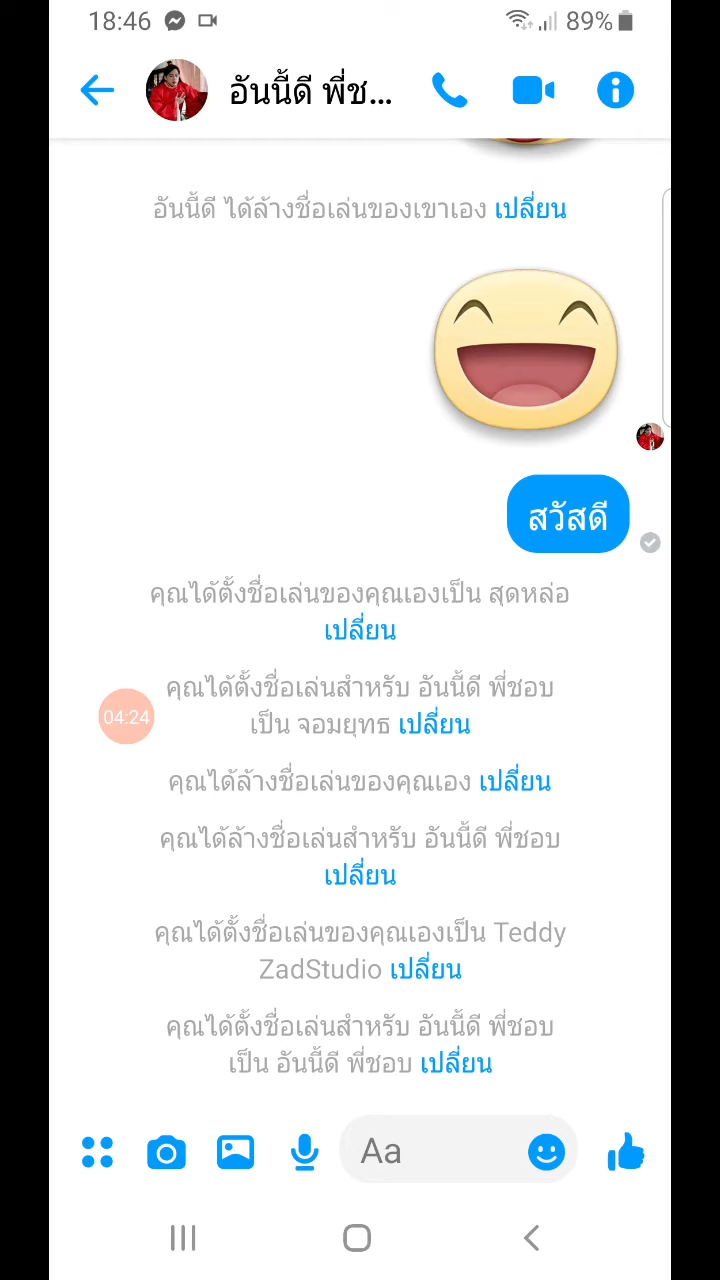 18:46
89%
อันนี้ดี พี่ช...
อันนี้ดี ได้ล้างชื่อเล่นของเขาเอง เปลี่ยน
สวัสดี
คุณได้ตั้งชื่อเล่นของคุณเองเป็น สุดหล่อ
เปลี่ยน
คุณได้ตั้งชื่อเล่นสำหรับ อันนี้ดี พี่ชอบ
เป็น จอมยุทธ เปลี่ยน
04:24
คุณได้ล้างชื่อเล่นของคุณเอง เปลี่ยน
คุณได้ล้างชื่อเล่นสำหรับ อันนี้ดี พี่ชอบ
เปลี่ยน
คุณได้ตั้งชื่อเล่นของคุณเองเป็น Teddy
ZadStudio เปลี่ยน
คุณได้ตั้งชื่อเล่นสำหรับ อันนี้ดี พี่ชอบ
เป็น อันนี้ดี พี่ชอบ เปลี่ยน
Aa